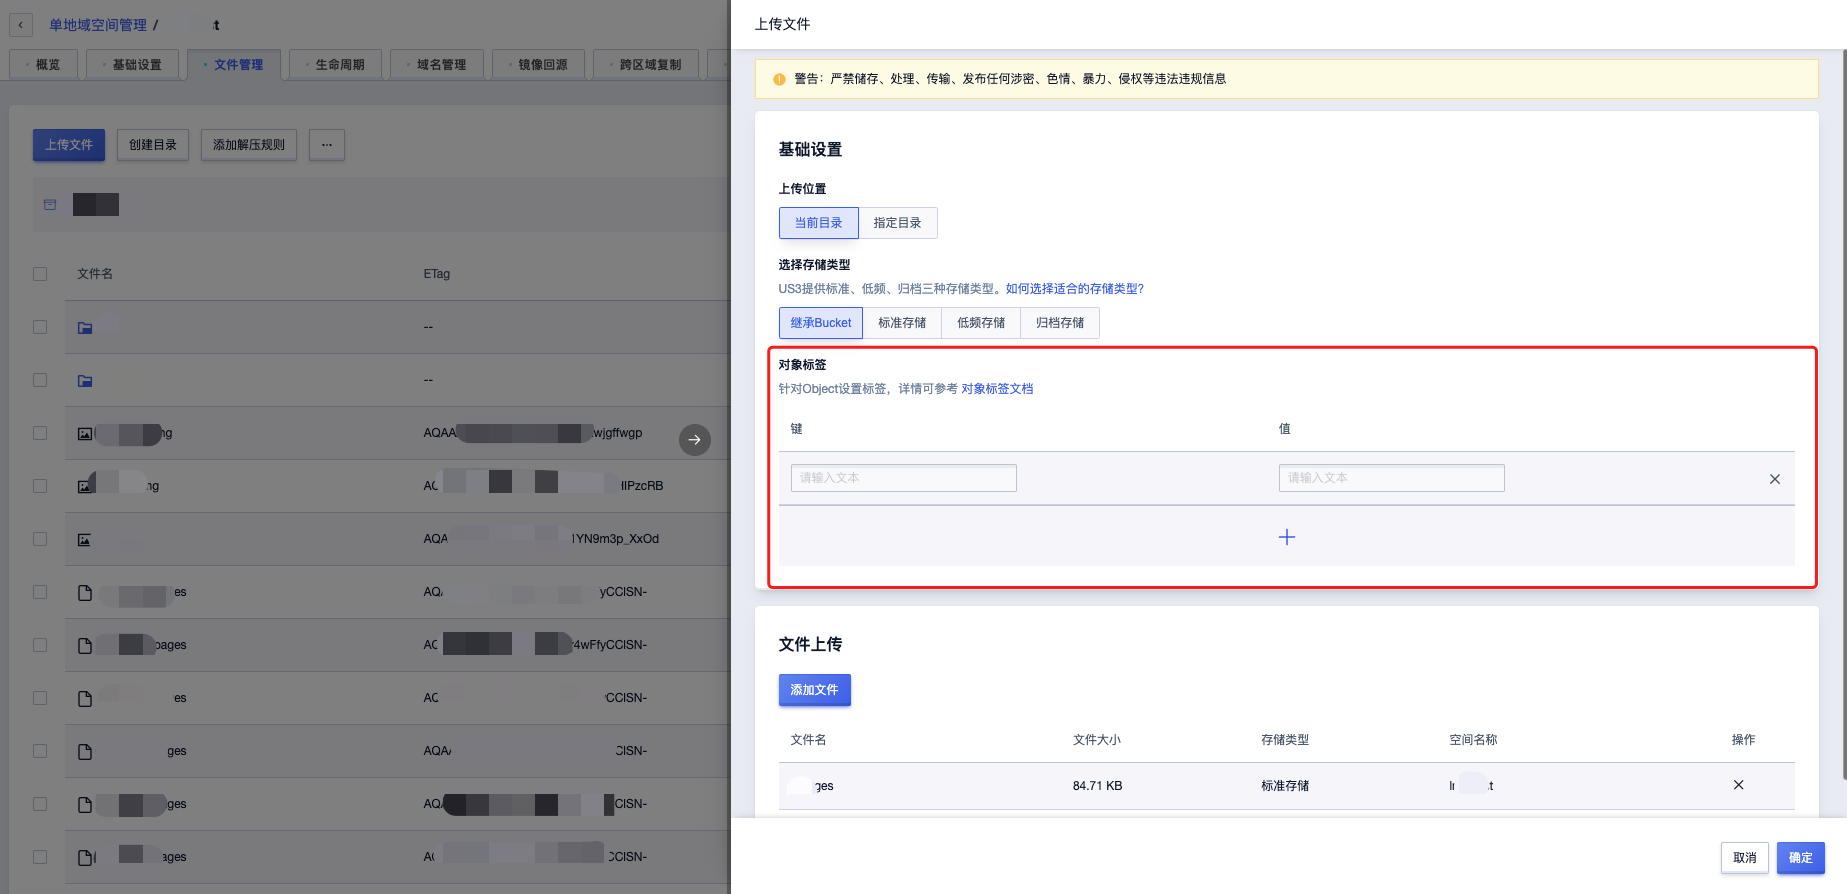 单地域空间管理 /
概览 基础设置 文件管理 生命周期 域名管理 镜像回源 跨区域复制
上传文件 创建目录 添加解压规则 ...
文件名 ETag
--
--
ng AQAA wjgffwgp
ng HlPzcRB
AQA 1YN9m3p_XxOd
es AQA yCCISN-
pages r4wFfyCCISN-
es CCISN-
ges AQA CISN-
ges AQA CISN-
ages CCISN-
上传文件
警告：严禁储存、处理、传输、发布任何涉密、色情、暴力、侵权等违法违规信息
基础设置
上传位置
当前目录 指定目录
选择存储类型
US3提供标准、低频、归档三种存储类型。如何选择适合的存储类型?
继承Bucket 标准存储 低频存储 归档存储
对象标签
针对Object设置标签，详情可参考 对象标签文档
键 值
请输入文本 请输入文本
文件上传
添加文件
文件名 文件大小 存储类型 空间名称 操作
ges 84.71 KB 标准存储
取消 确定